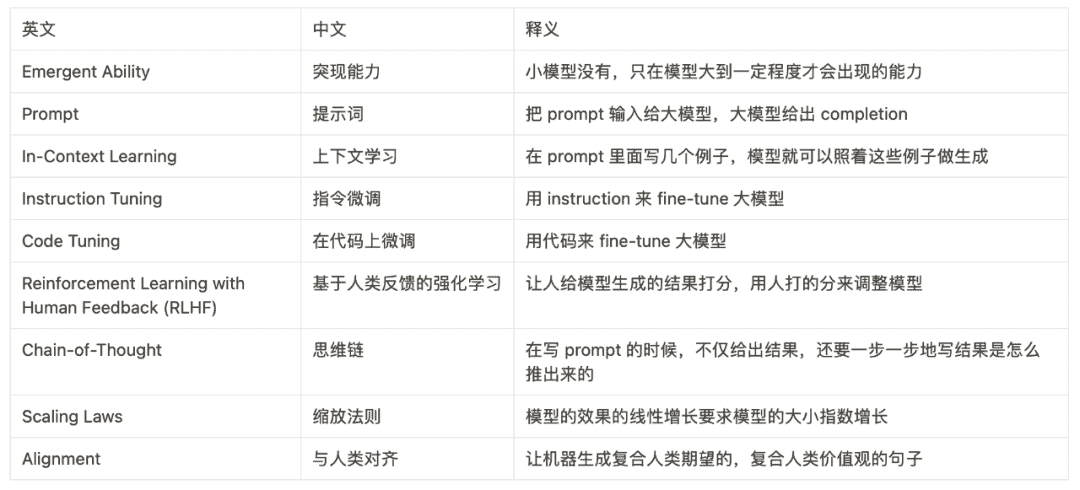 英文 中文 释义
Emergent Ability 突现能力 小模型没有，只在模型大到一定程度才会出现的能力
Prompt 提示词 把 prompt 输入给大模型，大模型给出 completion
In-Context Learning 上下文学习 在 prompt 里面写几个例子，模型就可以照着这些例子做生成
Instruction Tuning 指令微调 用 instruction 来 fine-tune 大模型
Code Tuning 在代码上微调 用代码来 fine-tune 大模型
Reinforcement Learning with
Human Feedback (RLHF)
基于人类反馈的强化学习
让人给模型生成的结果打分，用人打的分来调整模型
Chain-of-Thought 思维链 在写 prompt 的时候，不仅给出结果，还要一步一步地写结果是怎么
推出来的
Scaling Laws 缩放法则 模型的效果的线性增长要求模型的大小指数增长
Alignment 与人类对齐 让机器生成复合人类期望的，复合人类价值观的句子